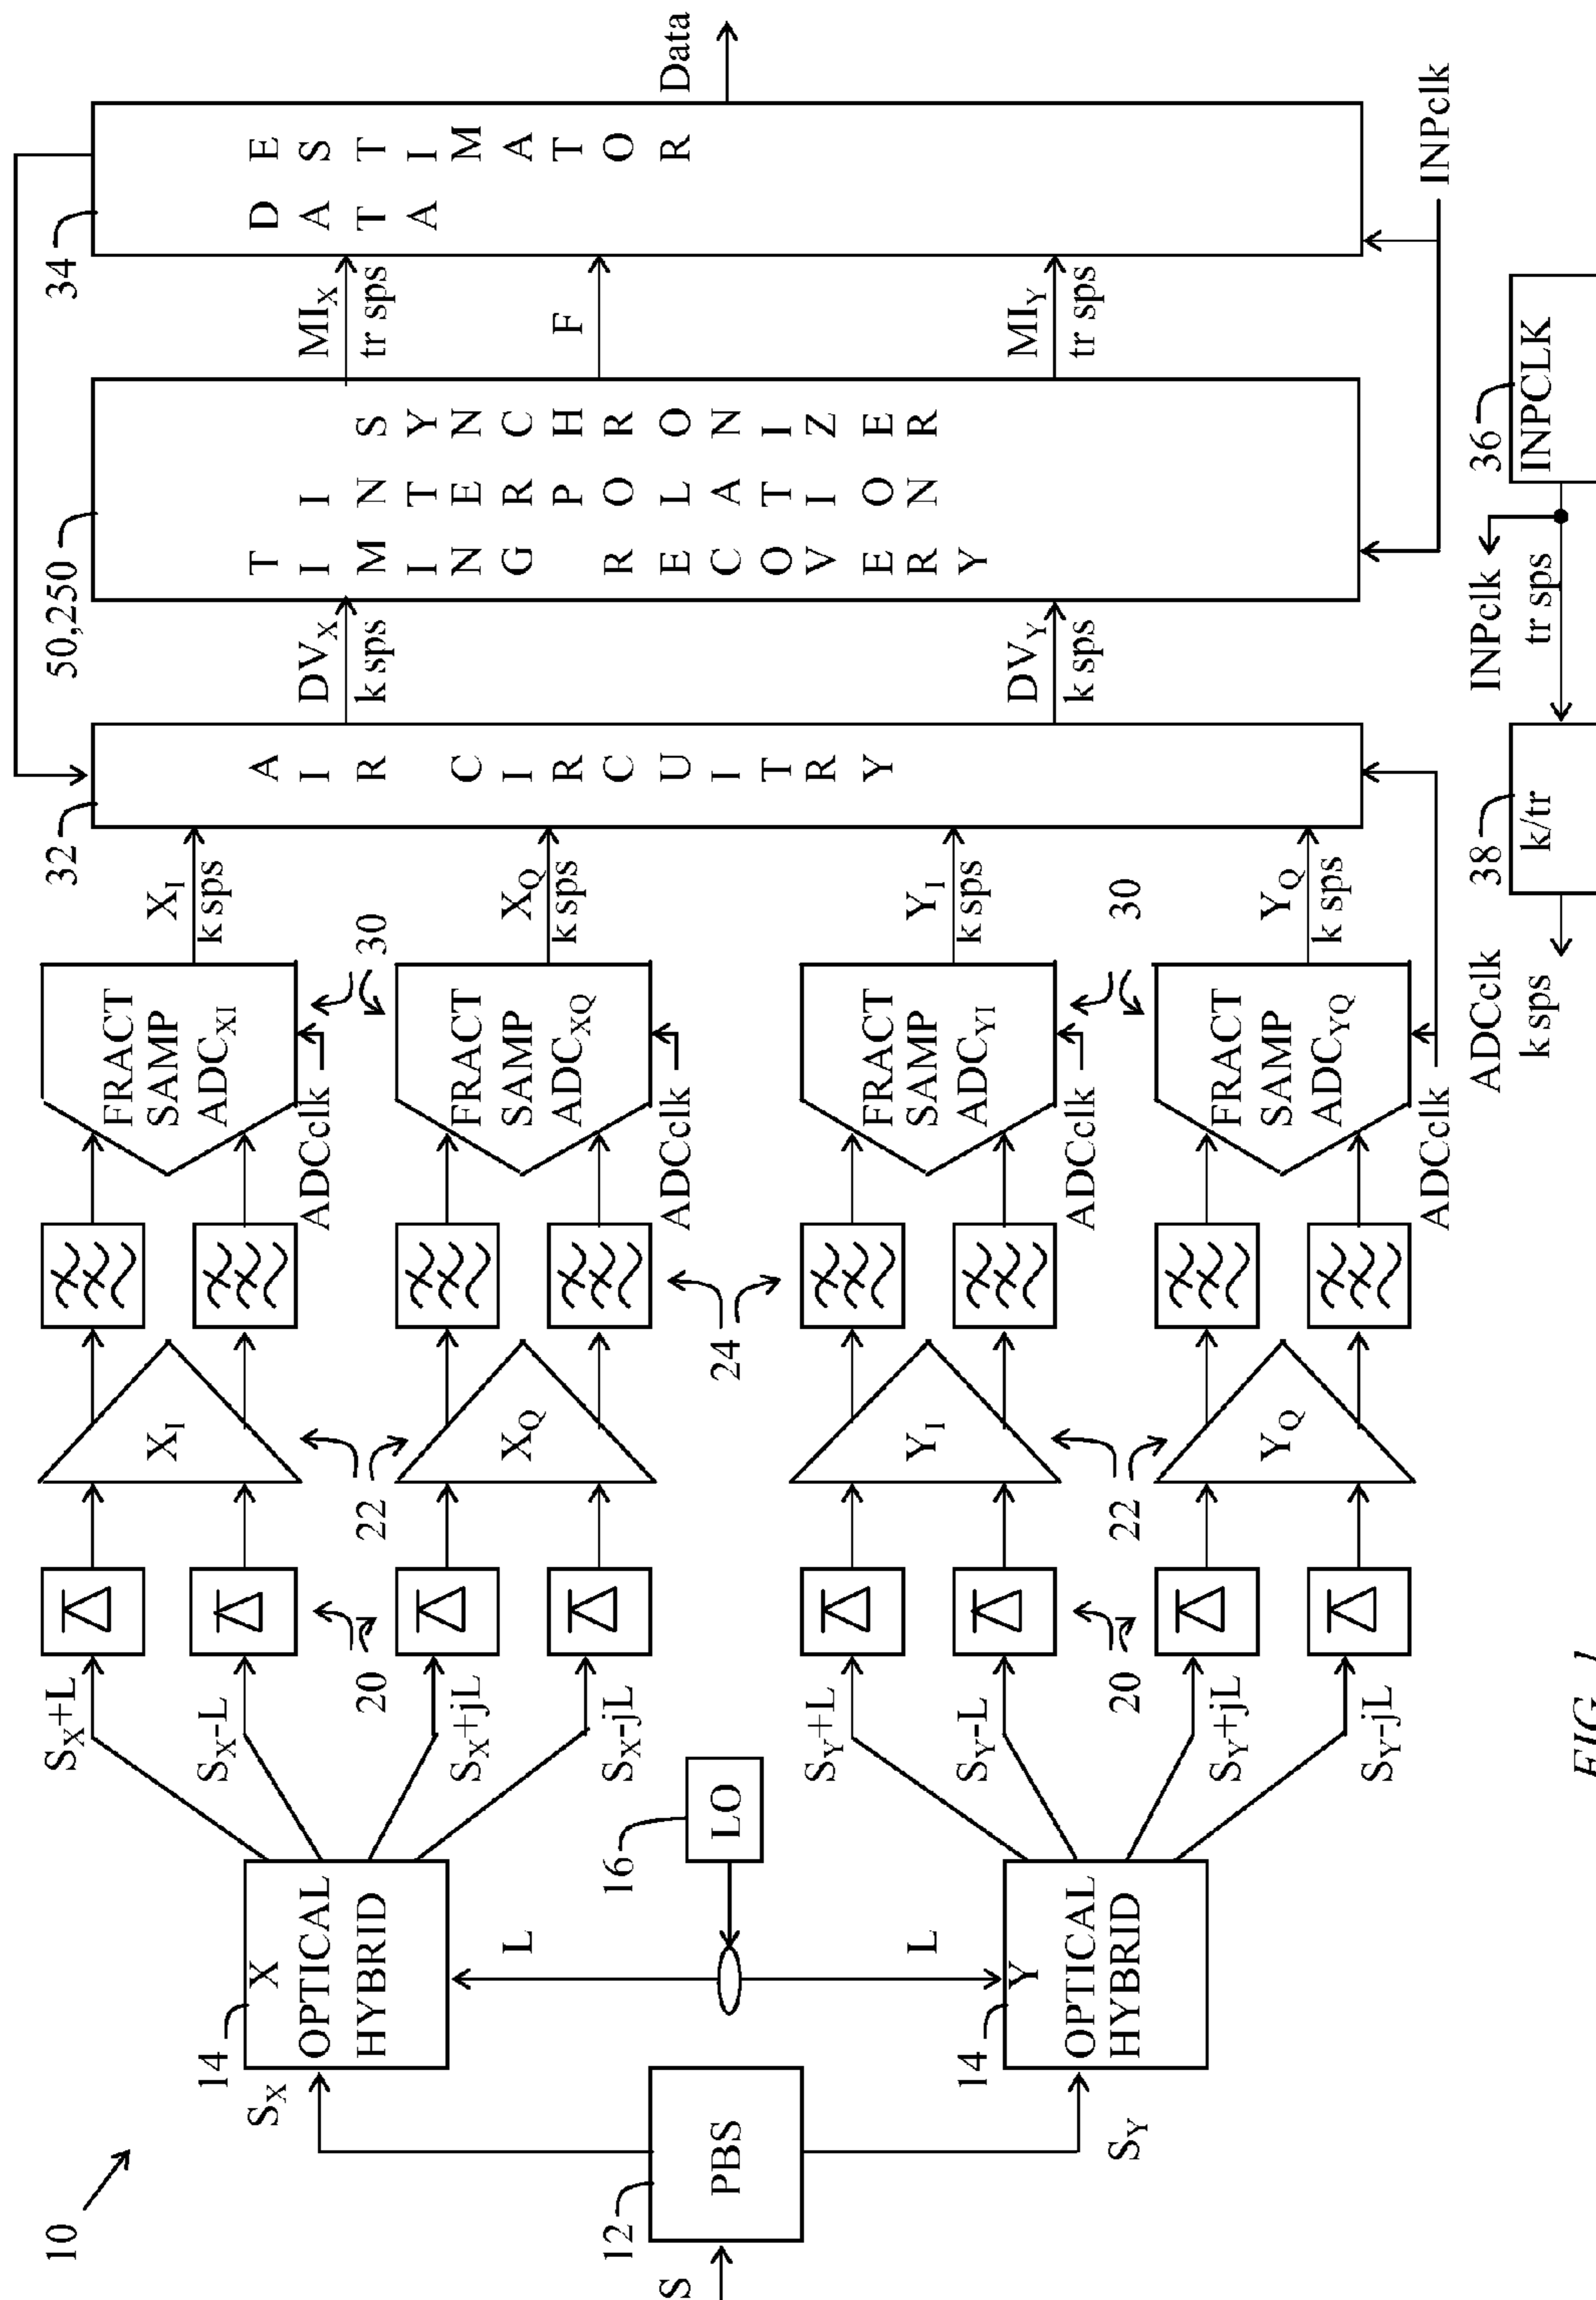 10
S
12
PBS
S_X
S_Y
14
X
OPTICAL
HYBRID
14
Y
OPTICAL
HYBRID
L
L
16
LO
S_X+L
S_X-L
S_X+jL
S_X-jL
S_Y+L
S_Y-L
S_Y+jL
S_Y-jL
20
20
X_I
X_Q
Y_I
Y_Q
22
22
24
FRACT
SAMP
ADC_XI
ADCclk
FRACT
SAMP
ADC_XQ
ADCclk
FRACT
SAMP
ADC_YI
ADCclk
FRACT
SAMP
ADC_YQ
ADCclk
30
30
X_I
k sps
X_Q
k sps
Y_I
k sps
Y_Q
k sps
32
AIR CIRCUITRY
DV_X
k sps
DV_Y
k sps
50,250
TIMING RECOVERY
INTERPOLATION
SYNCHRONIZER
MI_X
tr sps
F
MI_Y
tr sps
34
DATA
ESTIMATOR
Data
INPclk
36
INPCLK
INPclk
tr sps
38
k/tr
ADCclk
k sps
FIG. 1